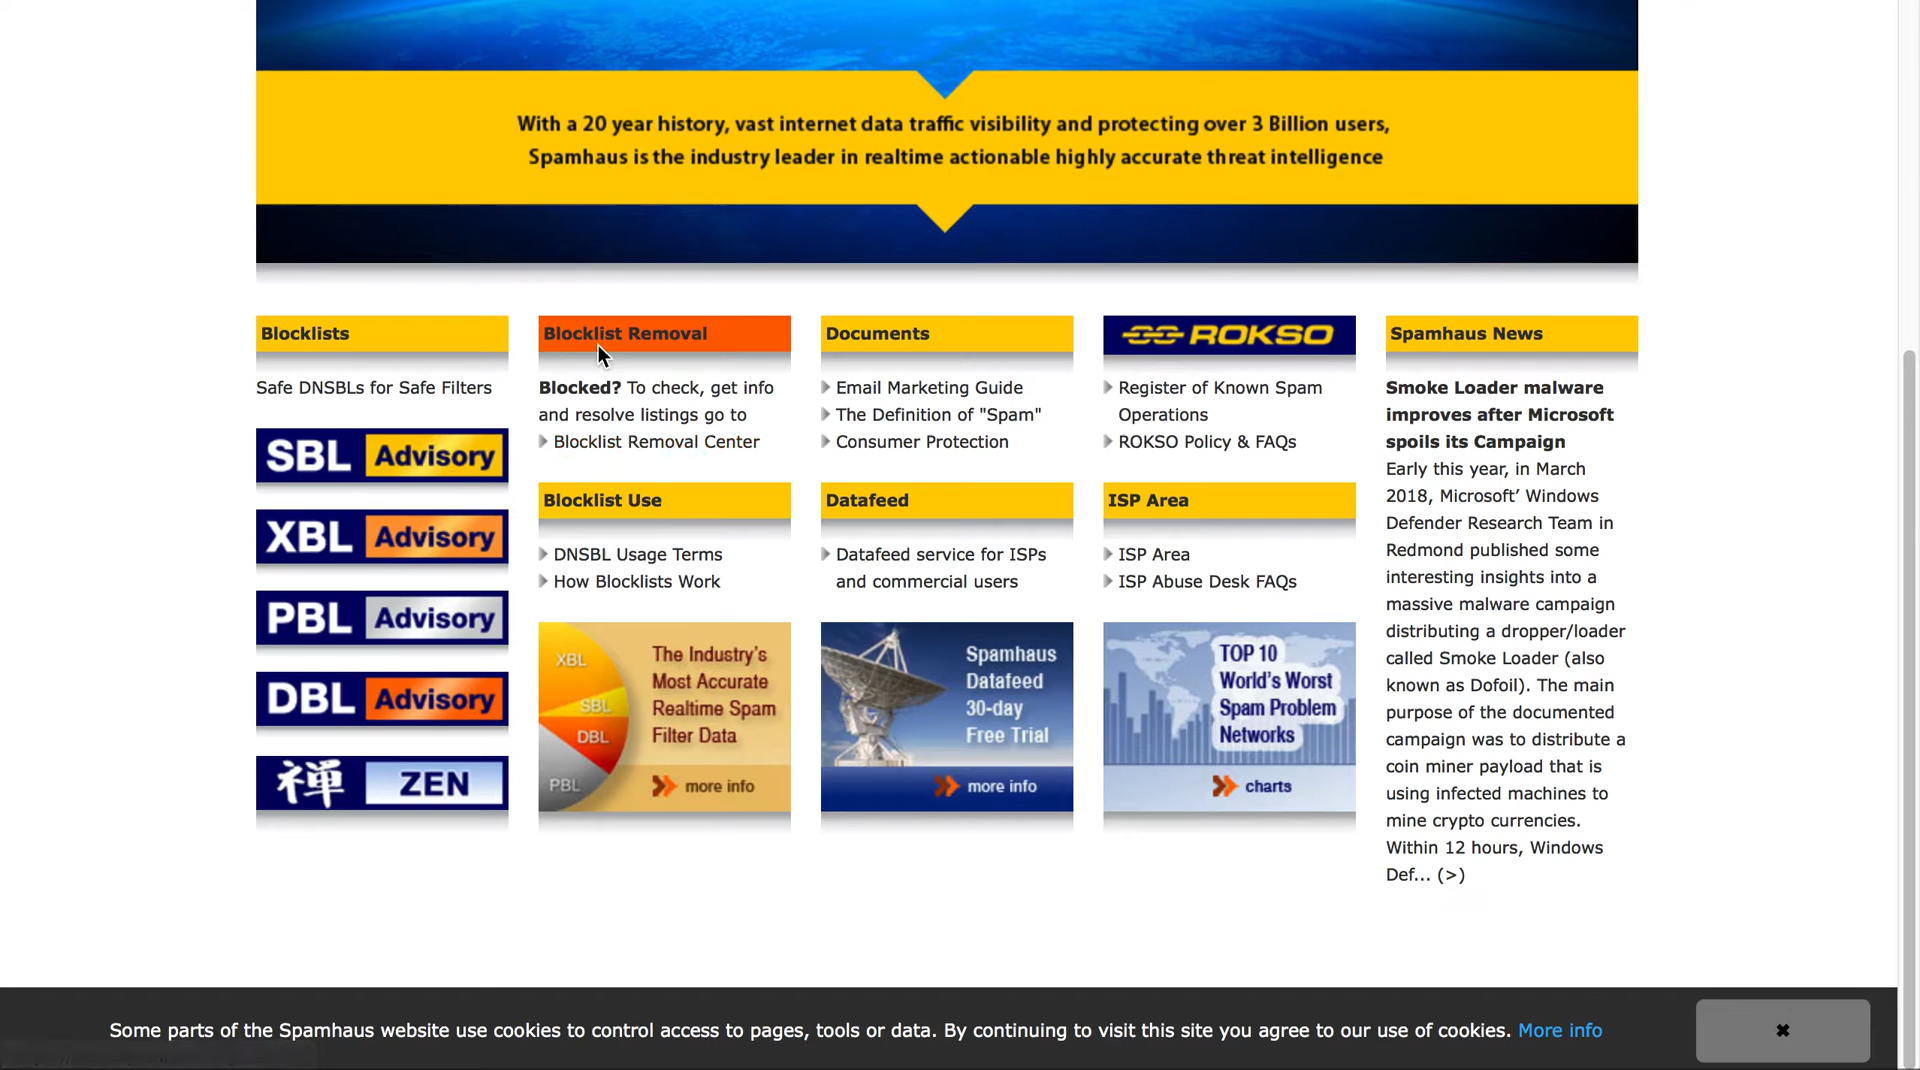 With a 20 year history, vast internet data traffic visibility and protecting over 3 Billion users,
Spamhaus is the industry leader in realtime actionable highly accurate threat intelligence
Blocklists
Safe DNSBLs for Safe Filters
SBL Advisory
XBL Advisory
PBL Advisory
DBL Advisory
禅 ZEN
Blocklist Removal
Blocked? To check, get info
and resolve listings go to
Blocklist Removal Center
Blocklist Use
DNSBL Usage Terms
How Blocklists Work
XBL
SBL
DBL
PBL
The Industry's
Most Accurate
Realtime Spam
Filter Data
more info
Documents
Email Marketing Guide
The Definition of "Spam"
Consumer Protection
Datafeed
Datafeed service for ISPs
and commercial users
Spamhaus
Datafeed
30-day
Free Trial
more info
ROKSO
Register of Known Spam
Operations
ROKSO Policy & FAQs
ISP Area
ISP Area
ISP Abuse Desk FAQs
TOP 10
World's Worst
Spam Problem
Networks
charts
Spamhaus News
Smoke Loader malware
improves after Microsoft
spoils its Campaign
Early this year, in March
2018, Microsoft’ Windows
Defender Research Team in
Redmond published some
interesting insights into a
massive malware campaign
distributing a dropper/loader
called Smoke Loader (also
known as Dofoil). The main
purpose of the documented
campaign was to distribute a
coin miner payload that is
using infected machines to
mine crypto currencies.
Within 12 hours, Windows
Def... (>)
Some parts of the Spamhaus website use cookies to control access to pages, tools or data. By continuing to visit this site you agree to our use of cookies. More info